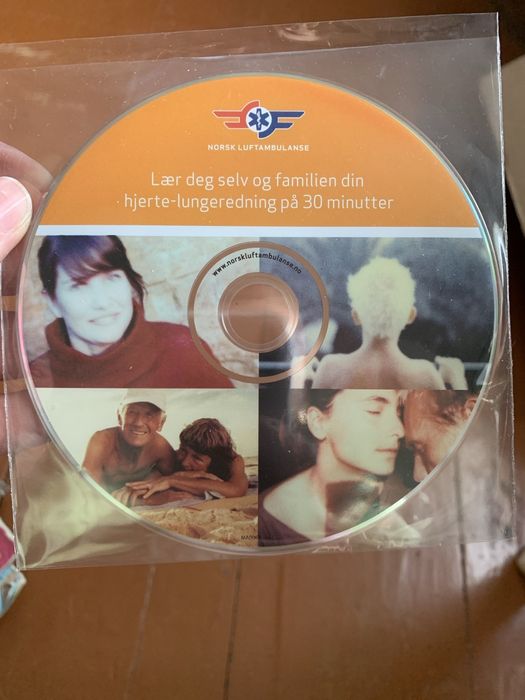 NORSK LUFTAMBULANSE
Lær deg selv og familien din
hjerte-lungeredning på 30 minutter
www.norskluftambulanse.no